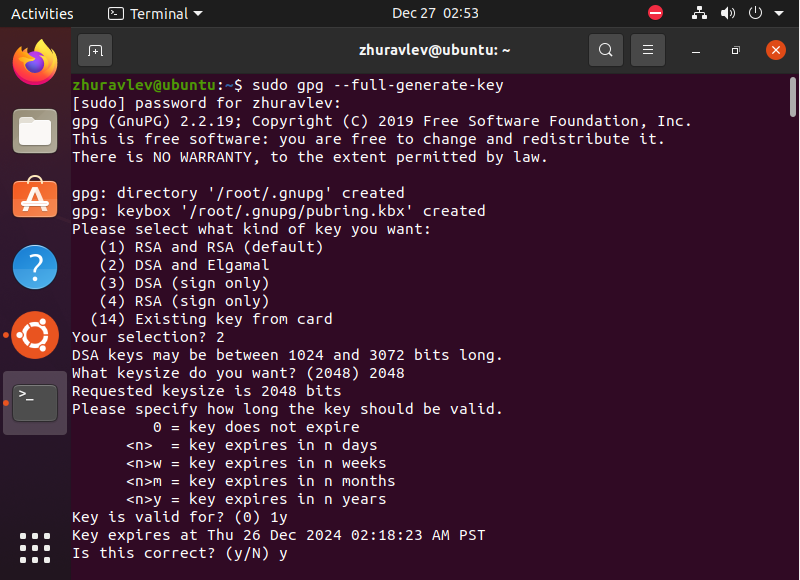 Activities
Terminal
Dec 27 02:53
zhuravlev@ubuntu: ~
zhuravlev@ubuntu:~$ sudo gpg --full-generate-key
[sudo] password for zhuravlev:
gpg (GnuPG) 2.2.19; Copyright (C) 2019 Free Software Foundation, Inc.
This is free software: you are free to change and redistribute it.
There is NO WARRANTY, to the extent permitted by law.
gpg: directory '/root/.gnupg' created
gpg: keybox '/root/.gnupg/pubring.kbx' created
Please select what kind of key you want:
(1) RSA and RSA (default)
(2) DSA and Elgamal
(3) DSA (sign only)
(4) RSA (sign only)
(14) Existing key from card
Your selection? 2
DSA keys may be between 1024 and 3072 bits long.
What keysize do you want? (2048) 2048
Requested keysize is 2048 bits
Please specify how long the key should be valid.
0 = key does not expire
<n>  = key expires in n days
<n>w = key expires in n weeks
<n>m = key expires in n months
<n>y = key expires in n years
Key is valid for? (0) 1y
Key expires at Thu 26 Dec 2024 02:18:23 AM PST
Is this correct? (y/N) y